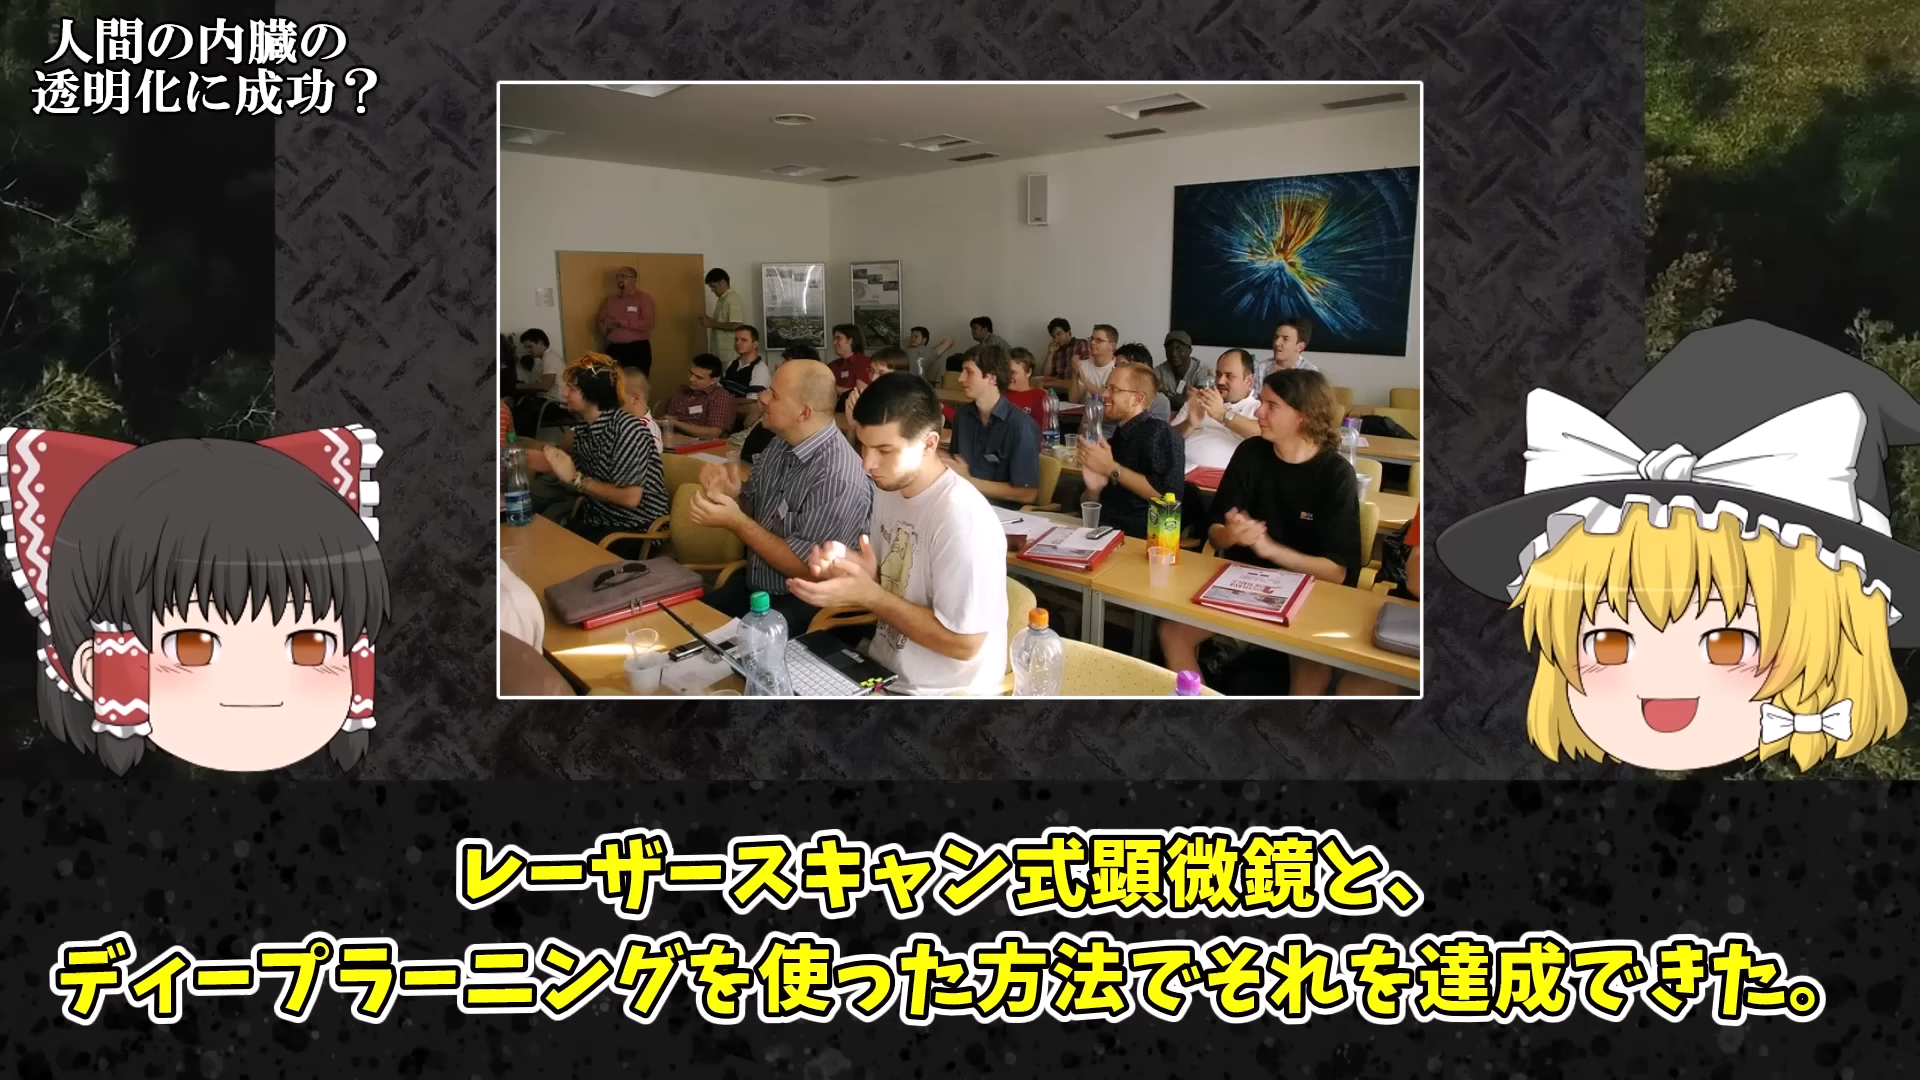 人間の内臓の
透明化に成功？
レーザースキャン式顕微鏡と、
ディープラーニングを使った方法でそれを達成できた。